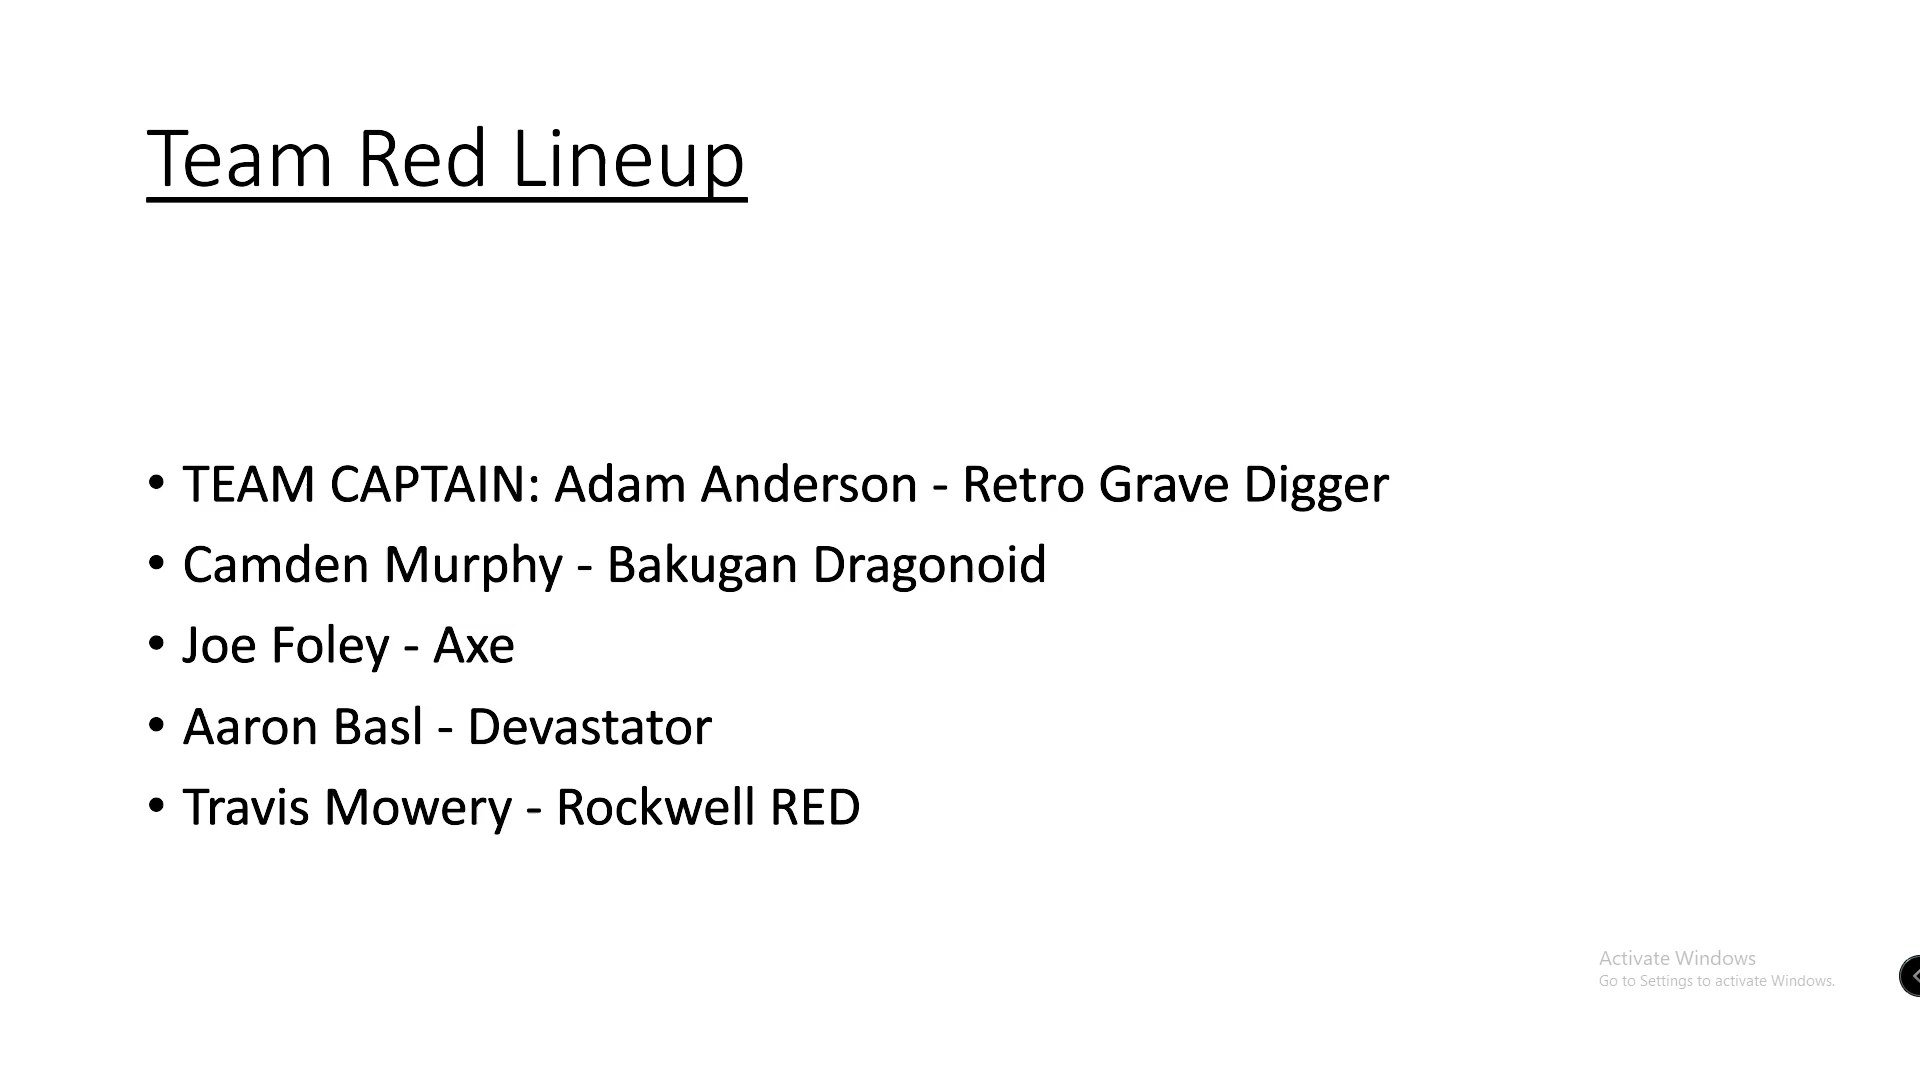 Team Red Lineup
• TEAM CAPTAIN: Adam Anderson - Retro Grave Digger
• Camden Murphy - Bakugan Dragonoid
• Joe Foley - Axe
• Aaron Basl - Devastator
• Travis Mowery - Rockwell RED
Activate Windows
Go to Settings to activate Windows.